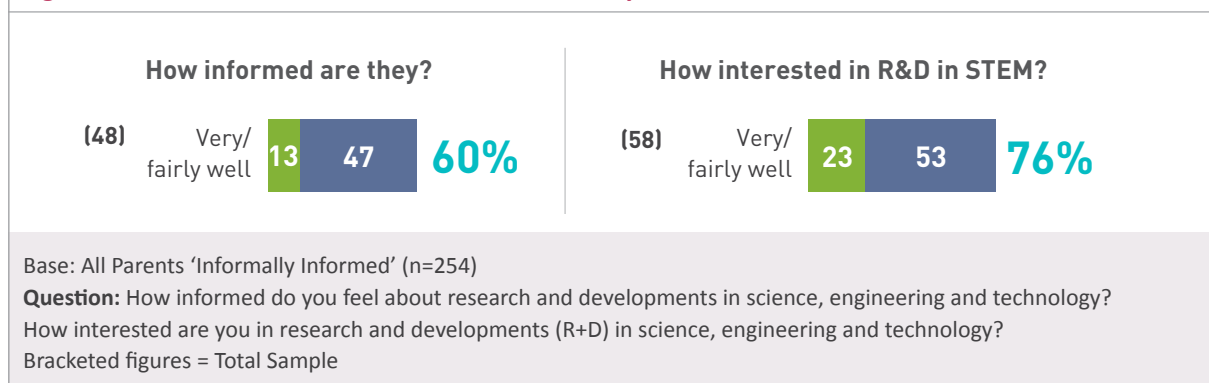 How informed are they?
(48) Very/
fairly well 13 47 60%
How interested in R&D in STEM?
(58) Very/
fairly well 23 53 76%
Base: All Parents ‘Informally Informed’ (n=254)
Question: How informed do you feel about research and developments in science, engineering and technology?
How interested are you in research and developments (R+D) in science, engineering and technology?
Bracketed figures = Total Sample